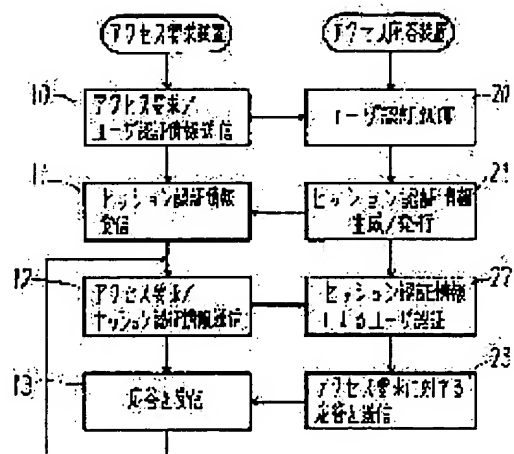 アクセス要求装置
アクセス応答装置
10
アクセス要求/
ユーザ認証情報送信
20
ユーザ認証
11
セッション認証情報
受信
21
セッション認証情報
生成/発行
12
アクセス要求/
セッション認証情報送信
22
セッション認証情報
によるユーザ認証
13
応答を受信
23
アクセス要求に対する
応答を送信